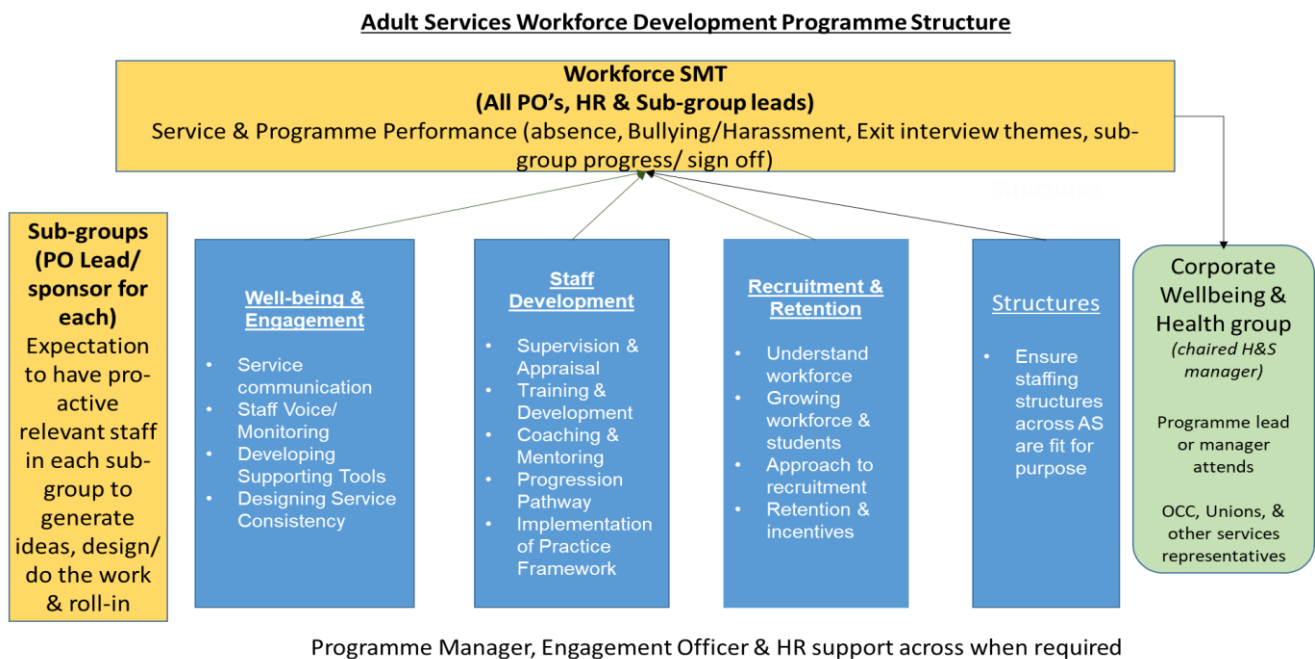 Adult Services Workforce Development Programme Structure
Workforce SMT
(All PO's, HR & Sub-group leads)
Service & Programme Performance (absence, Bullying/Harassment, Exit interview themes, sub-
group progress/ sign off)
Sub-groups
(PO Lead/
sponsor for
each)
Expectation
to have pro-
active
relevant staff
in each sub-
group to
generate
ideas, design/
do the work
& roll-in
Well-being &
Engagement
• Service
communication
• Staff Voice/
Monitoring
• Developing
Supporting Tools
• Designing Service
Consistency
Staff
Development
• Supervision &
Appraisal
• Training &
Development
• Coaching &
Mentoring
• Progression
Pathway
• Implementation
of Practice
Framework
Recruitment &
Retention
• Understand
workforce
• Growing
workforce &
students
• Approach to
recruitment
• Retention &
incentives
Structures
• Ensure
staffing
structures
across AS
are fit for
purpose
Corporate
Wellbeing &
Health group
(chaired H&S
manager)
Programme lead
or manager
attends
OCC, Unions, &
other services
representatives
Programme Manager, Engagement Officer & HR support across when required